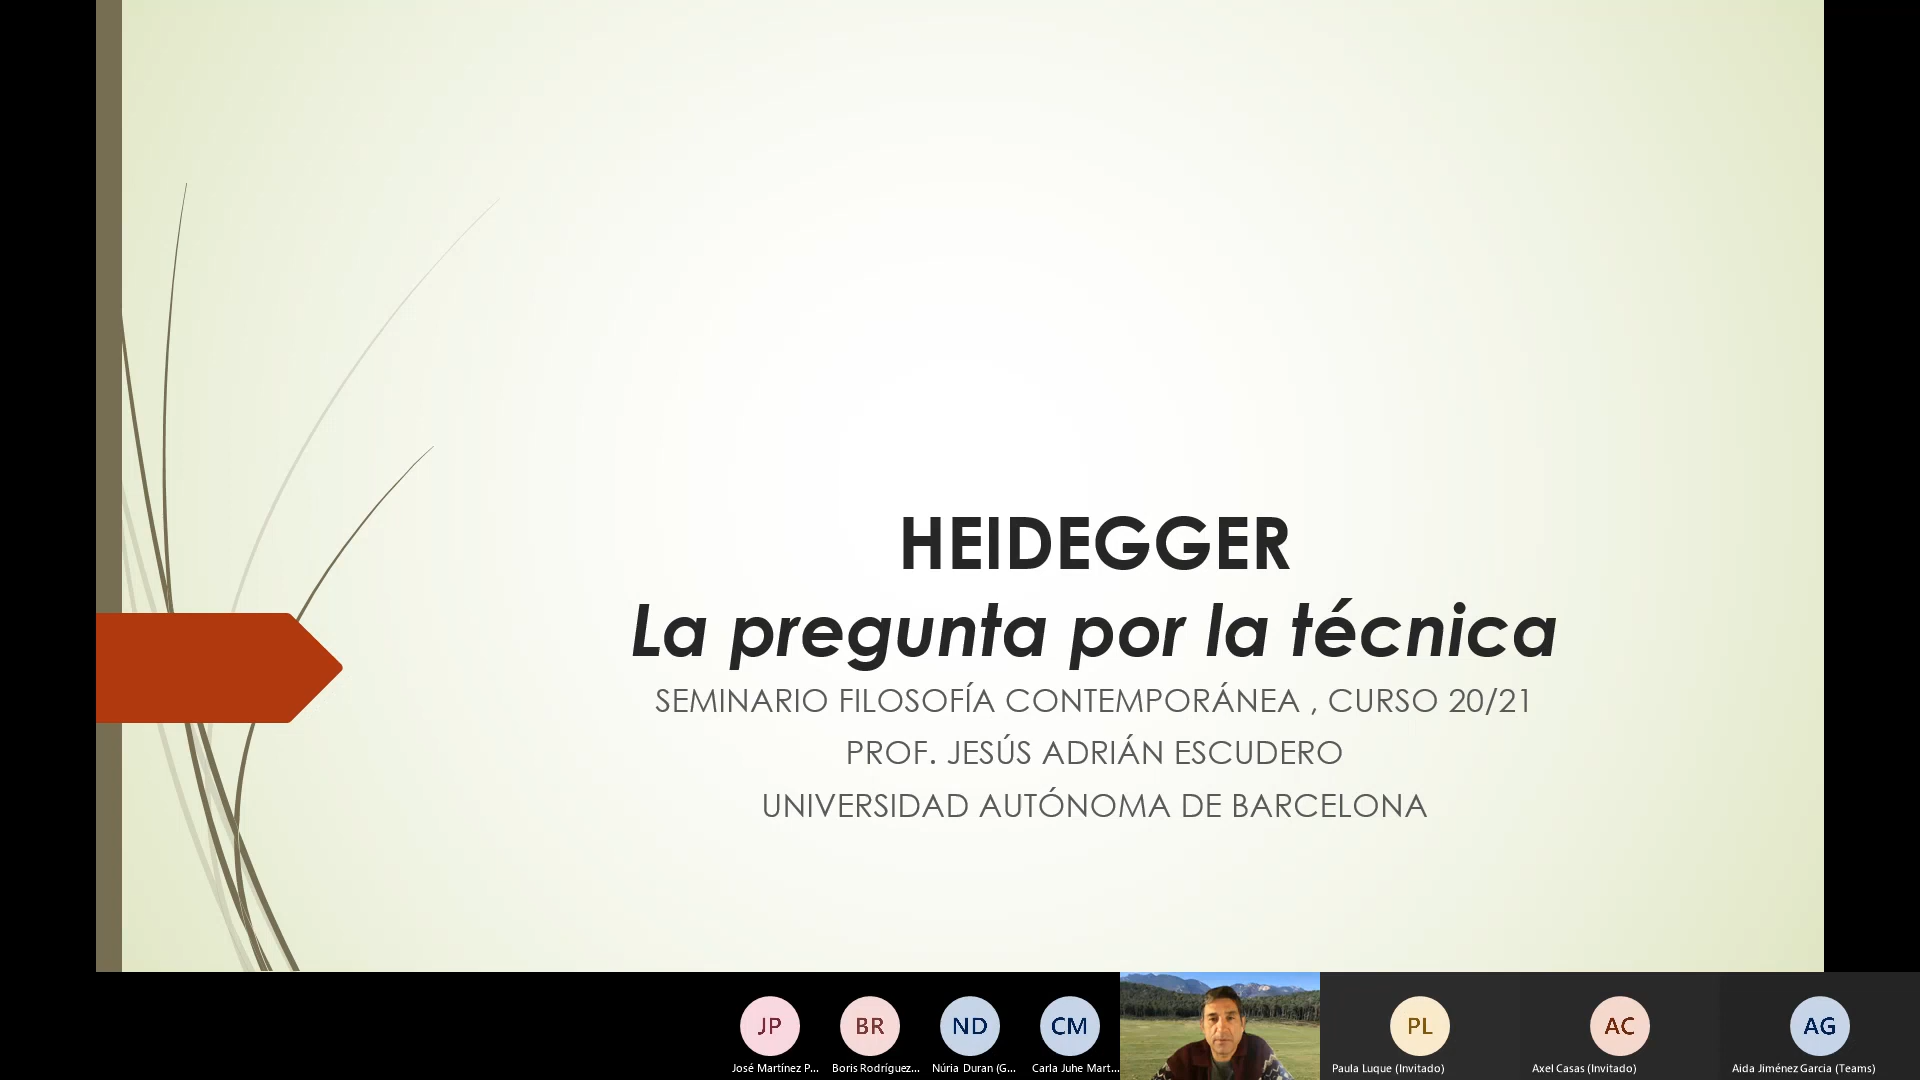 HEIDEGGER
La pregunta por la técnica
SEMINARIO FILOSOFÍA CONTEMPORÁNEA , CURSO 20/21
PROF. JESÚS ADRIÁN ESCUDERO
UNIVERSIDAD AUTÓNOMA DE BARCELONA
JP
BR
ND
CM
PL
AC
AG
José Martínez P...
Boris Rodríguez...
Núria Duran (G...
Carla Juhe Mart...
Paula Luque (Invitado)
Axel Casas (Invitado)
Aida Jiménez Garcia (Teams)